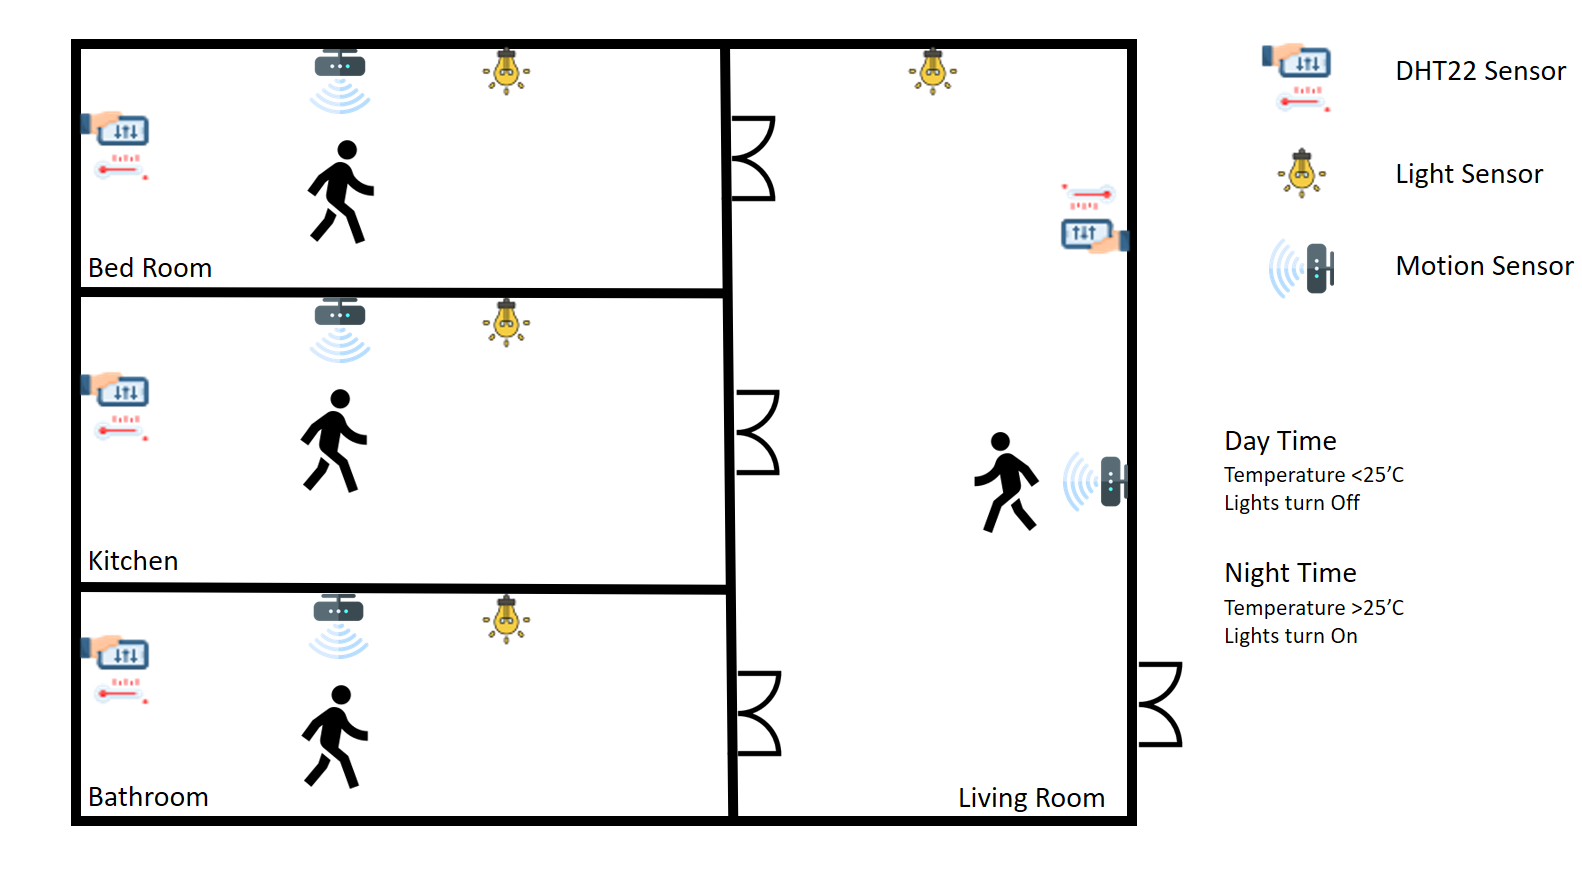 DHT22 Sensor
Light Sensor
Motion Sensor
Bed Room
Kitchen
Bathroom
Living Room
Day Time
Temperature <25’C
Lights turn Off
Night Time
Temperature >25’C
Lights turn On